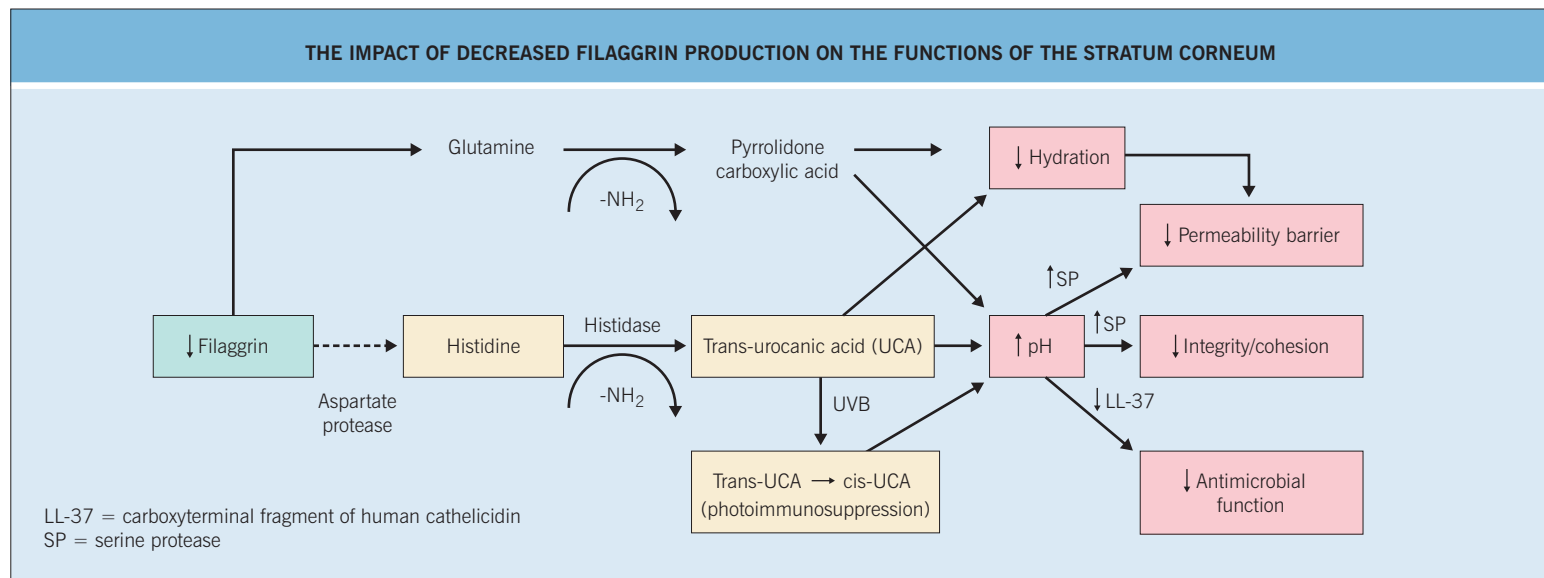 THE IMPACT OF DECREASED FILAGGRIN PRODUCTION ON THE FUNCTIONS OF THE STRATUM CORNEUM
Glutamine
-NH2
Pyrrolidone
carboxylic acid
↓ Hydration
↓ Permeability barrier
↑SP
↓ Filaggrin
Aspartate
protease
Histidine
Histidase
-NH2
Trans-urocanic acid (UCA)
↑ pH
↑SP
↓ Integrity/cohesion
UVB
↓LL-37
Trans-UCA → cis-UCA
(photoimmunosuppression)
↓ Antimicrobial
function
LL-37 = carboxyterminal fragment of human cathelicidin
SP = serine protease